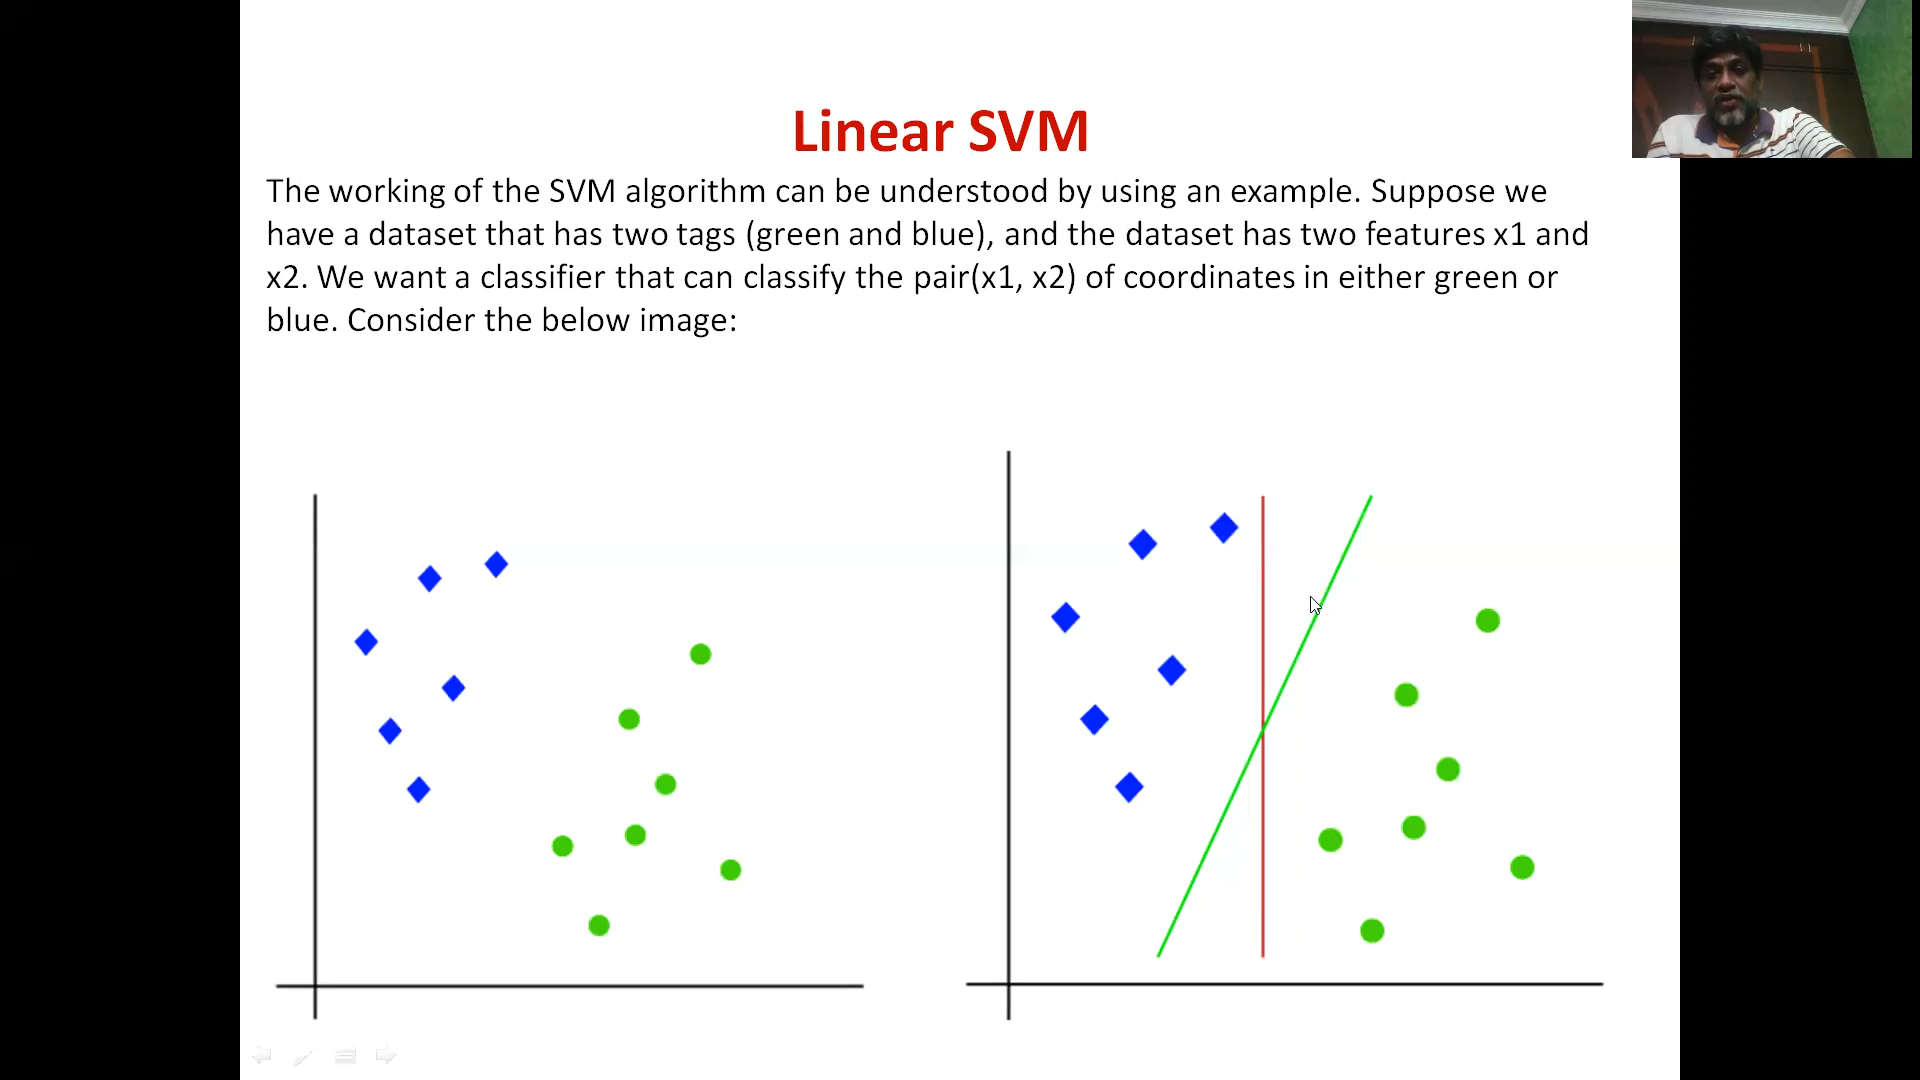 Linear SVM
The working of the SVM algorithm can be understood by using an example. Suppose we
have a dataset that has two tags (green and blue), and the dataset has two features x1 and
x2. We want a classifier that can classify the pair(x1, x2) of coordinates in either green or
blue. Consider the below image: